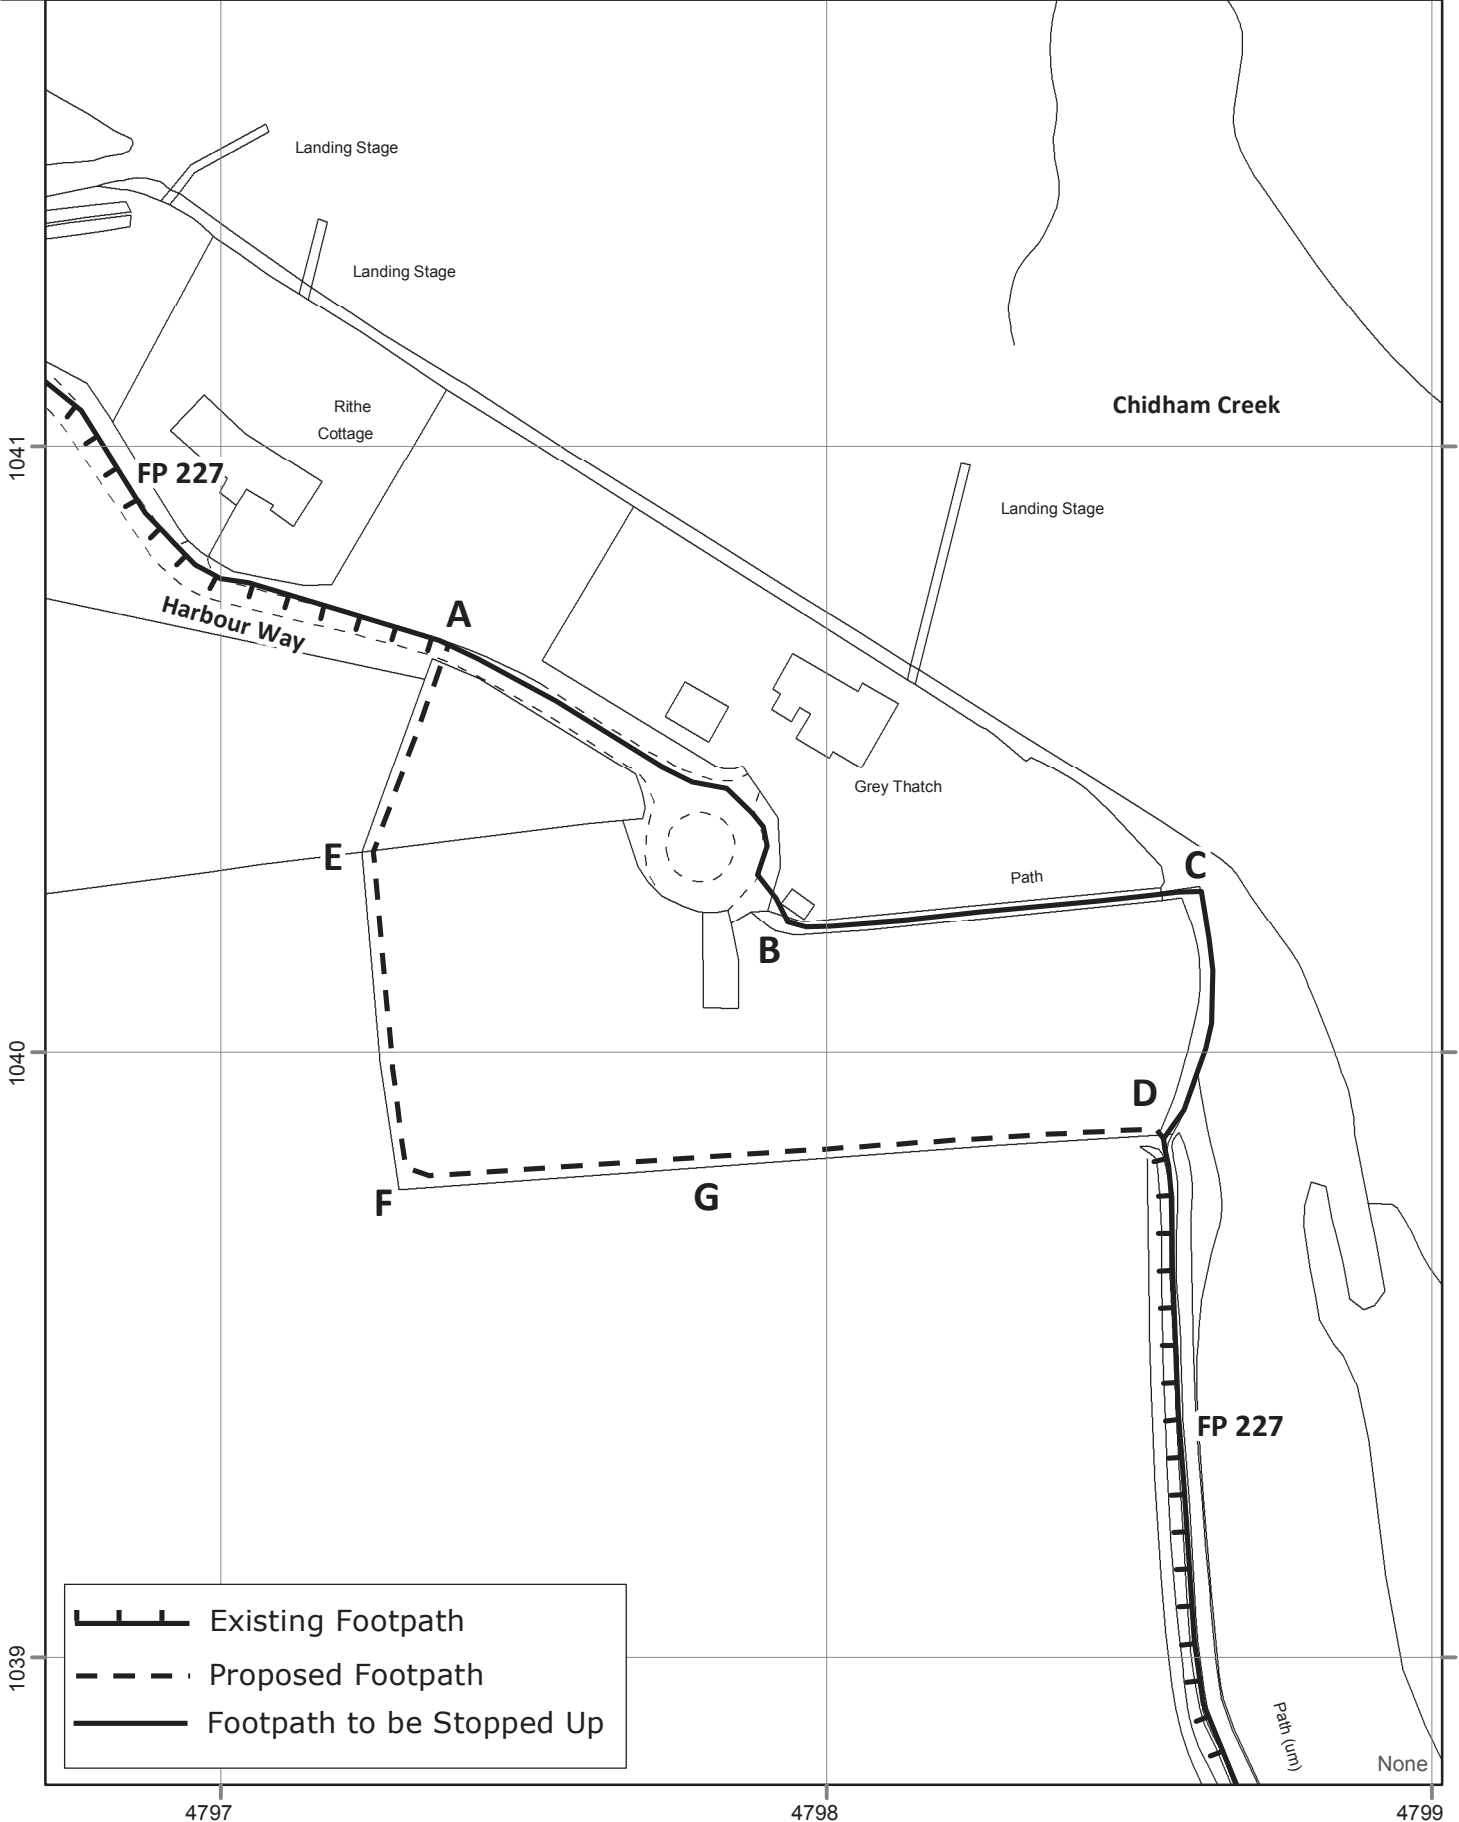 Landing Stage
Landing Stage
Rithe
Cottage
Chidham Creek
1041
FP 227
Landing Stage
A
Harbour Way
Grey Thatch
E
C
Path
B
1040
D
F
G
FP 227
Existing Footpath
Proposed Footpath
Footpath to be Stopped Up
1039
Path (um)
None
4797
4798
4799